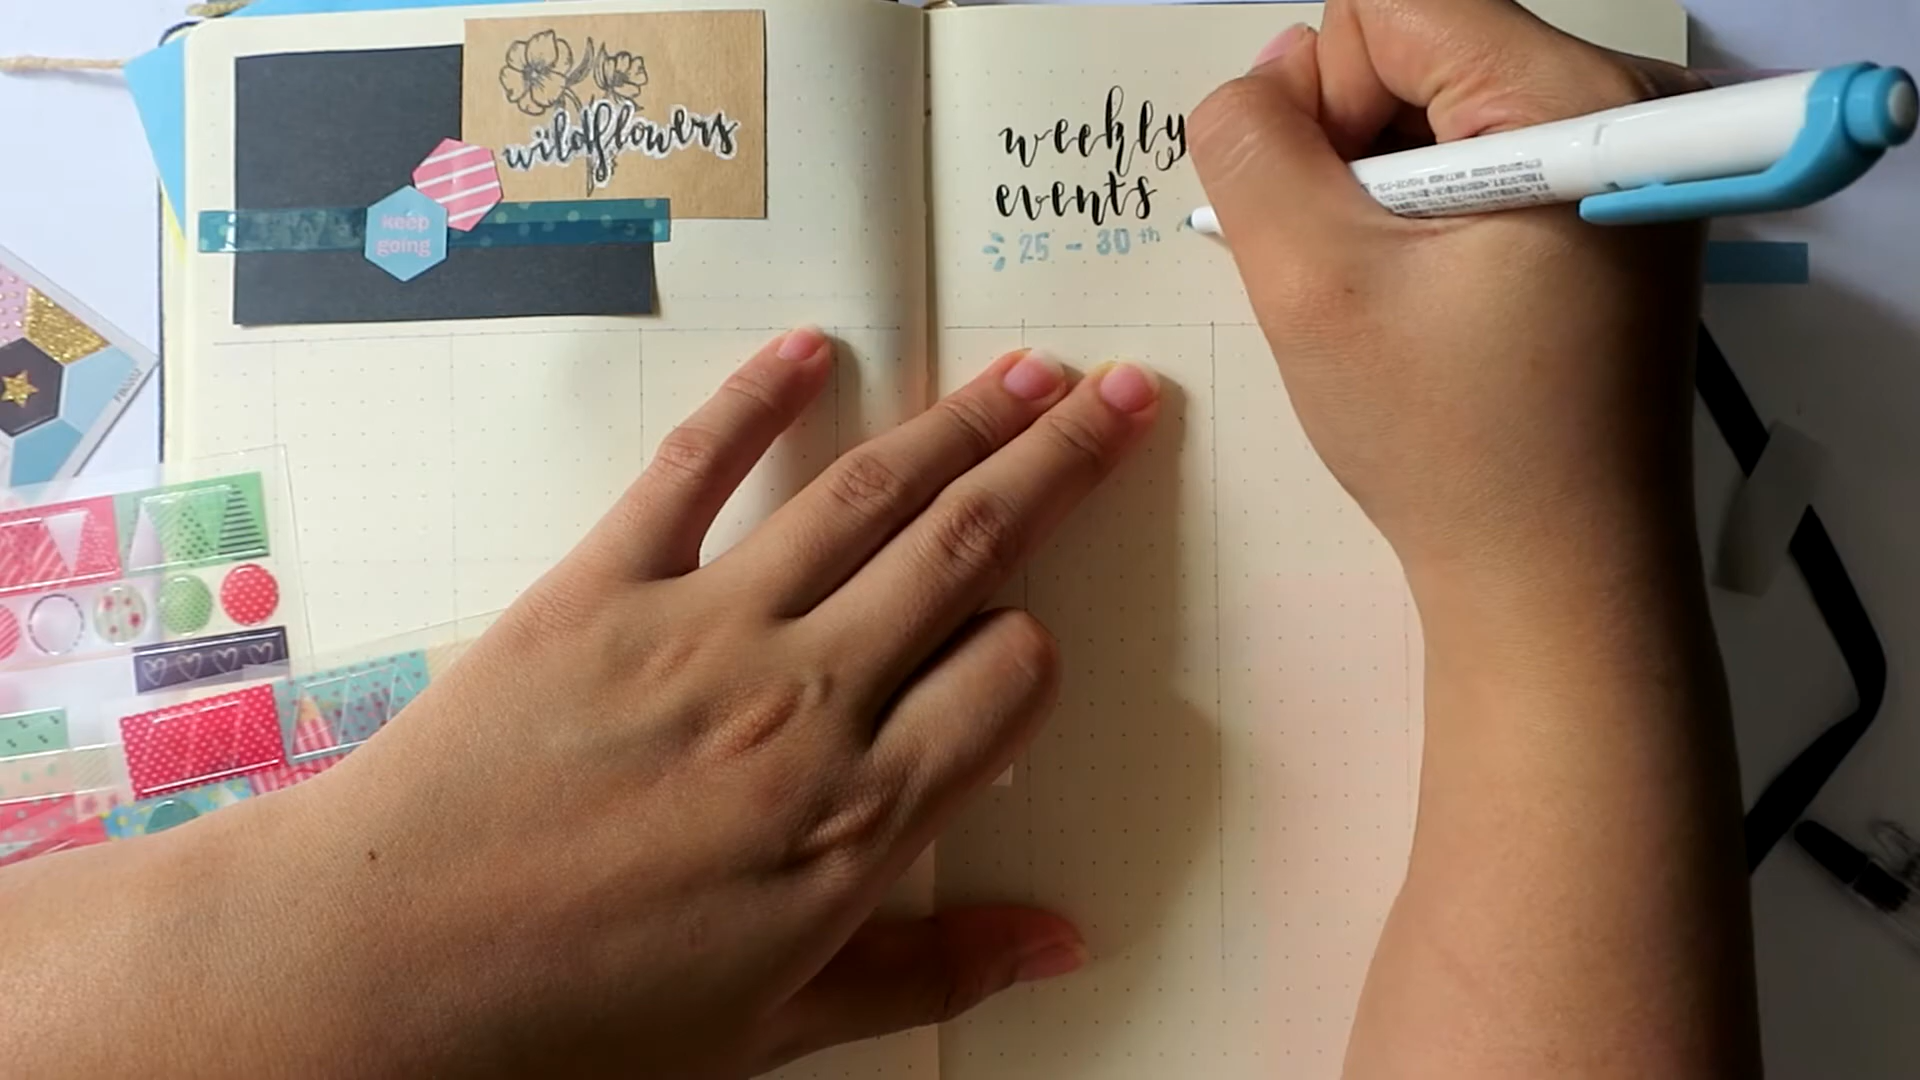 wildflowers
keep
going
weekly
events
25 - 30th